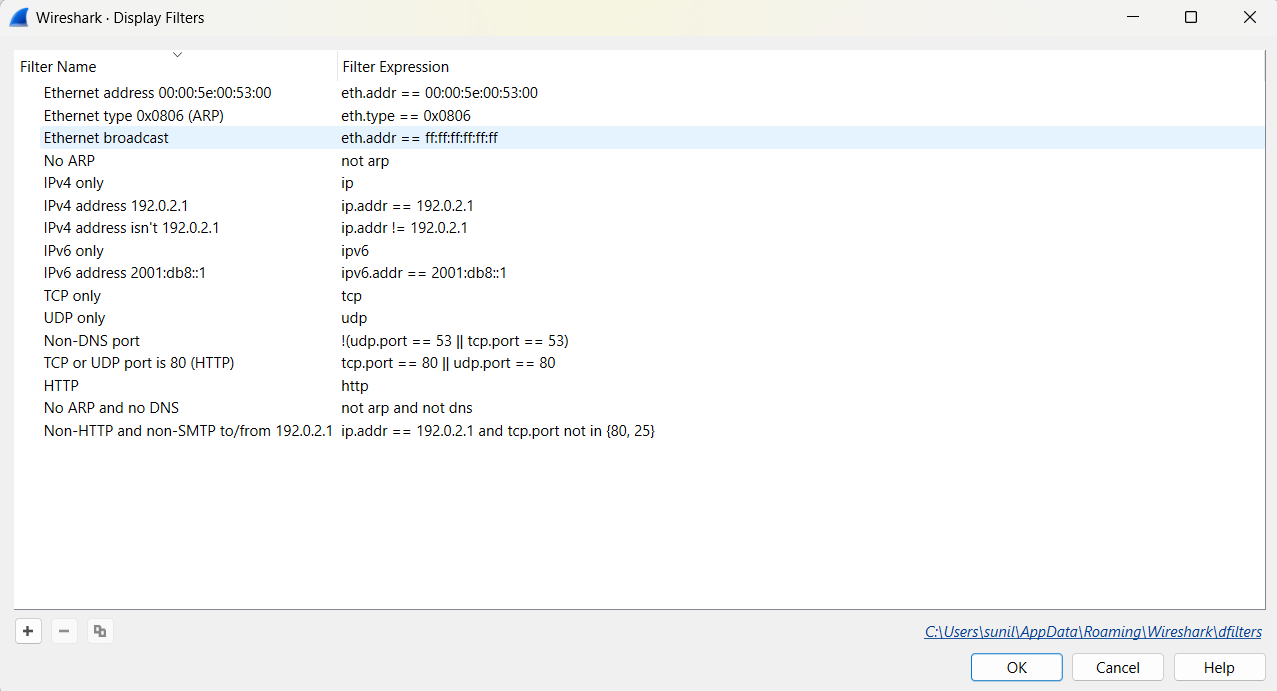 Wireshark · Display Filters
Filter Name Filter Expression
Ethernet address 00:00:5e:00:53:00 eth.addr == 00:00:5e:00:53:00
Ethernet type 0x0806 (ARP) eth.type == 0x0806
Ethernet broadcast eth.addr == ff:ff:ff:ff:ff:ff
No ARP not arp
IPv4 only ip
IPv4 address 192.0.2.1 ip.addr == 192.0.2.1
IPv4 address isn't 192.0.2.1 ip.addr != 192.0.2.1
IPv6 only ipv6
IPv6 address 2001:db8::1 ipv6.addr == 2001:db8::1
TCP only tcp
UDP only udp
Non-DNS port !(udp.port == 53 || tcp.port == 53)
TCP or UDP port is 80 (HTTP) tcp.port == 80 || udp.port == 80
HTTP http
No ARP and no DNS not arp and not dns
Non-HTTP and non-SMTP to/from 192.0.2.1 ip.addr == 192.0.2.1 and tcp.port not in {80, 25}
C:\Users\sunil\AppData\Roaming\Wireshark\dfilters
OK Cancel Help